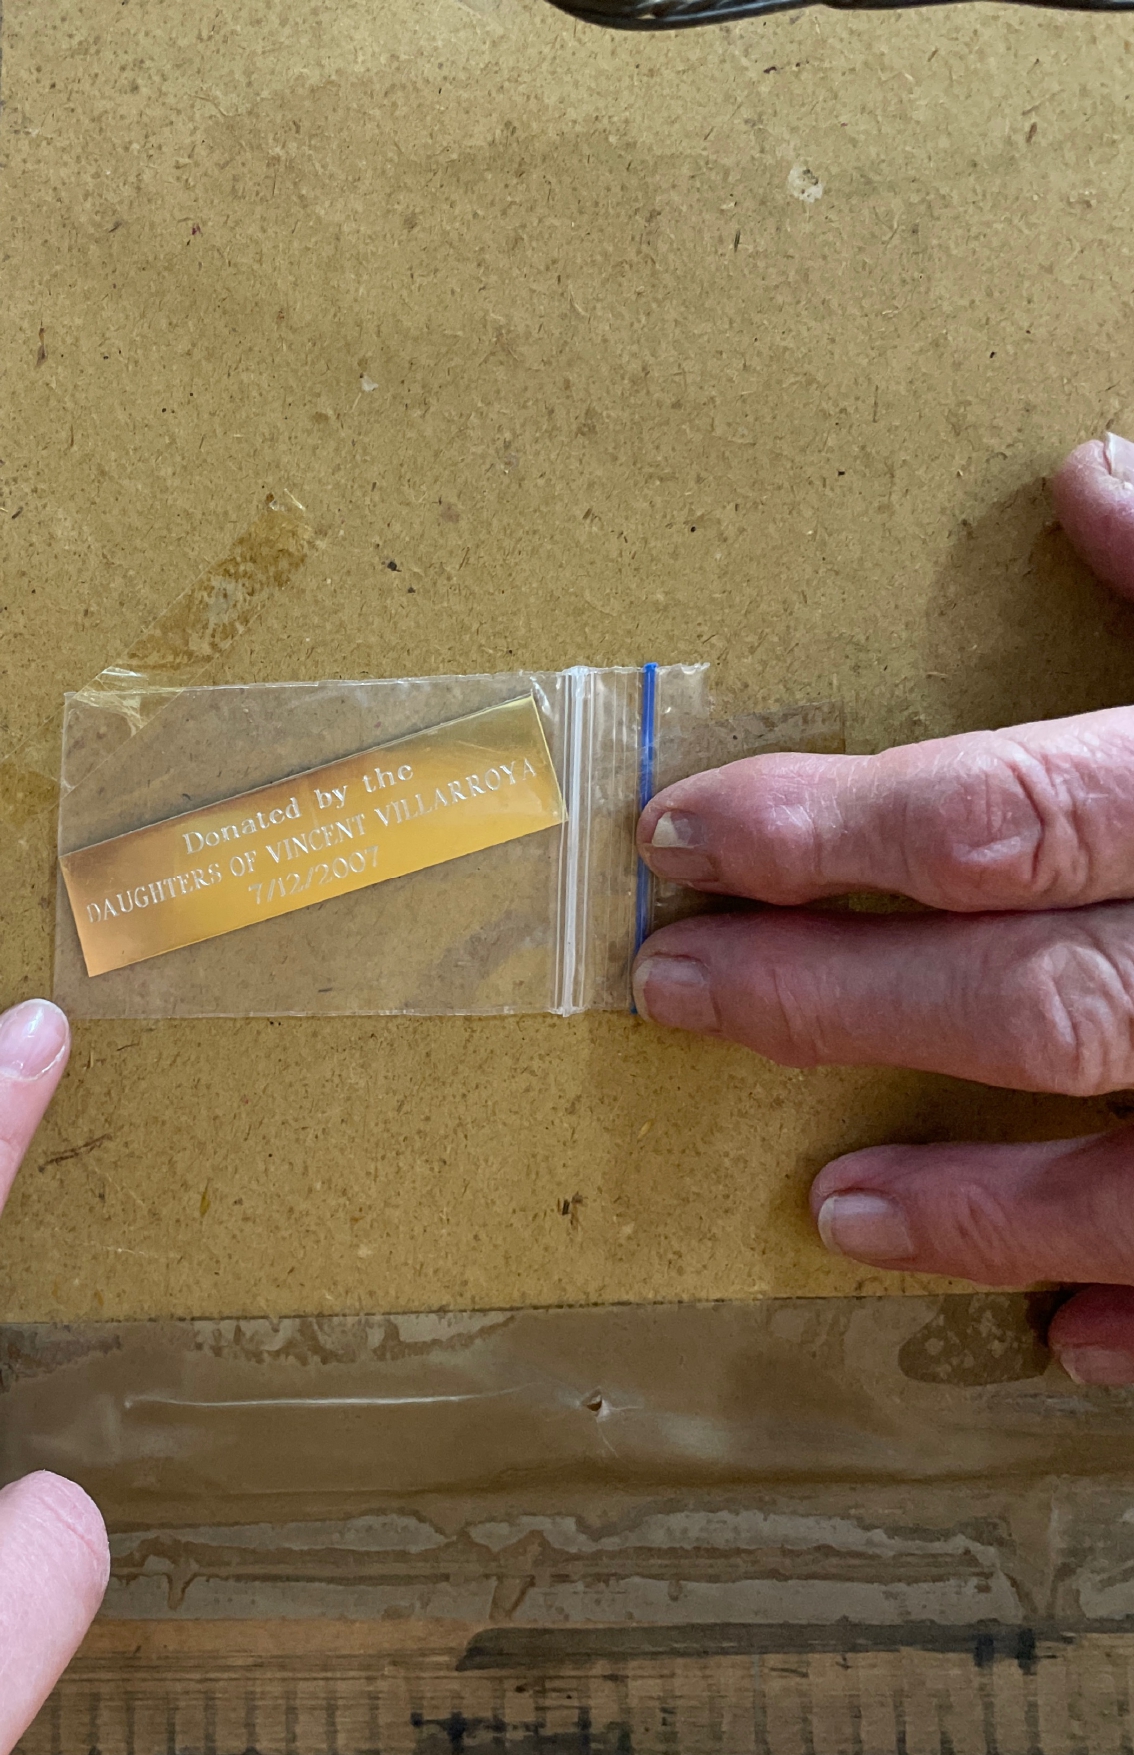 Donated by the
DAUGHTERS OF VINCENT VILLARROYA
7/12/2007